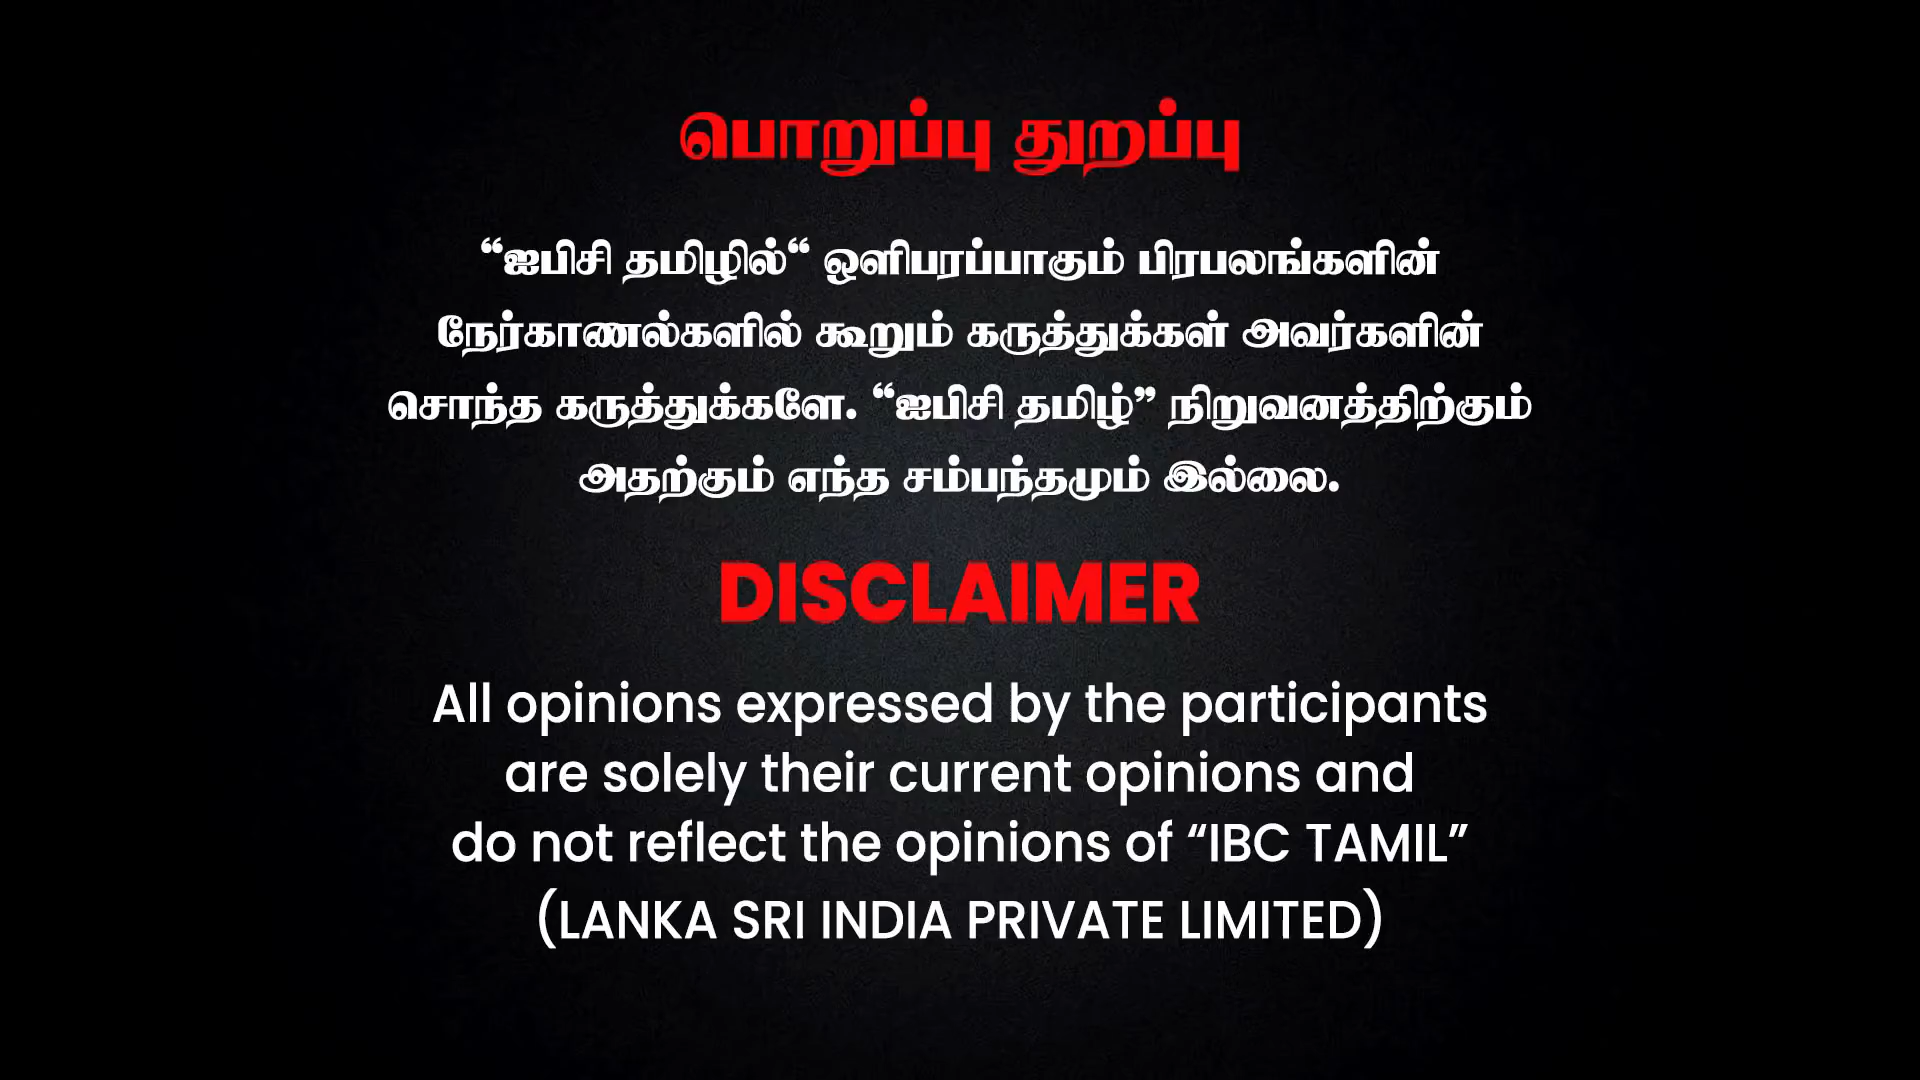 பொறுப்பு துறப்பு
“ஐபிசி தமிழில்“ ஒளிபரப்பாகும் பிரபலங்களின்
நேர்காணல்களில் கூறும் கருத்துக்கள் அவர்களின்
சொந்த கருத்துக்களே. “ஐபிசி தமிழ்” நிறுவனத்திற்கும்
அதற்கும் எந்த சம்பந்தமும் இல்லை.
DISCLAIMER
All opinions expressed by the participants
are solely their current opinions and
do not reflect the opinions of “IBC TAMIL”
(LANKA SRI INDIA PRIVATE LIMITED)